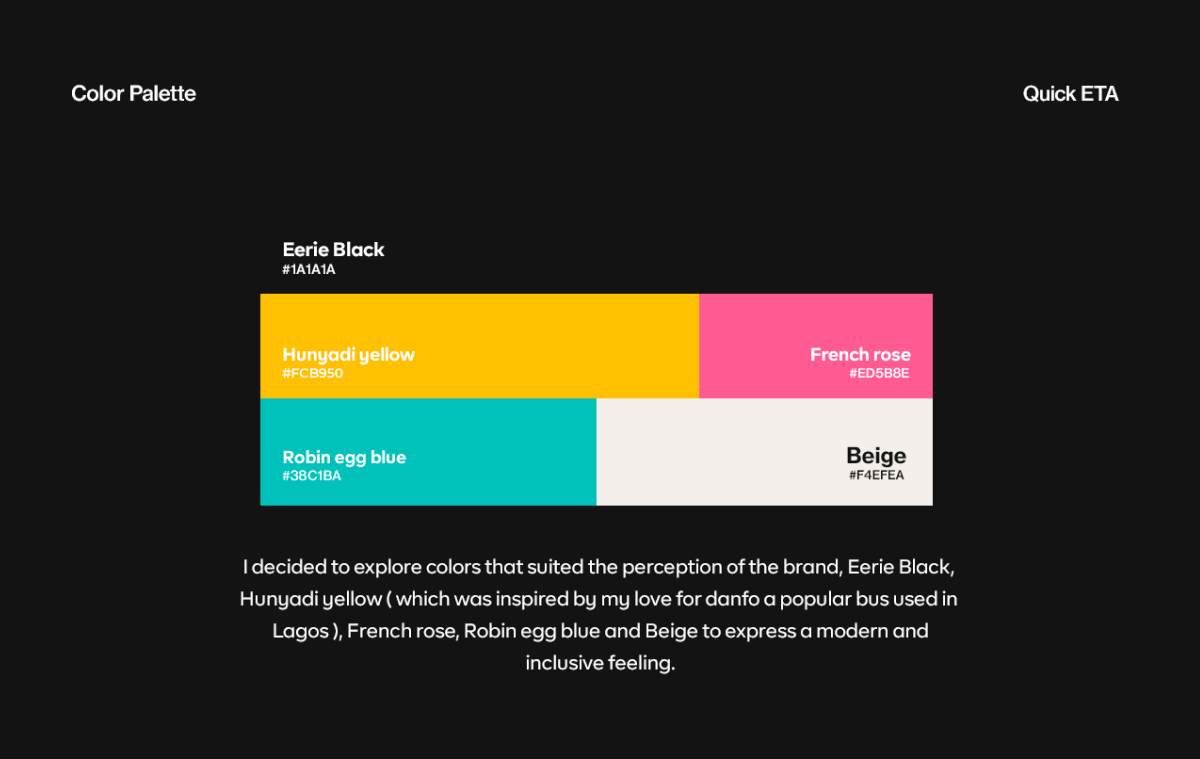 Color Palette
Quick ETA
Eerie Black
#1A1A1A
Hunyadi yellow
#FCB950
French rose
#ED5B8E
Robin egg blue
#38C1BA
Beige
#F4EFEA
I decided to explore colors that suited the perception of the brand, Eerie Black,
Hunyadi yellow ( which was inspired by my love for danfo a popular bus used in
Lagos ), French rose, Robin egg blue and Beige to express a modern and
inclusive feeling.